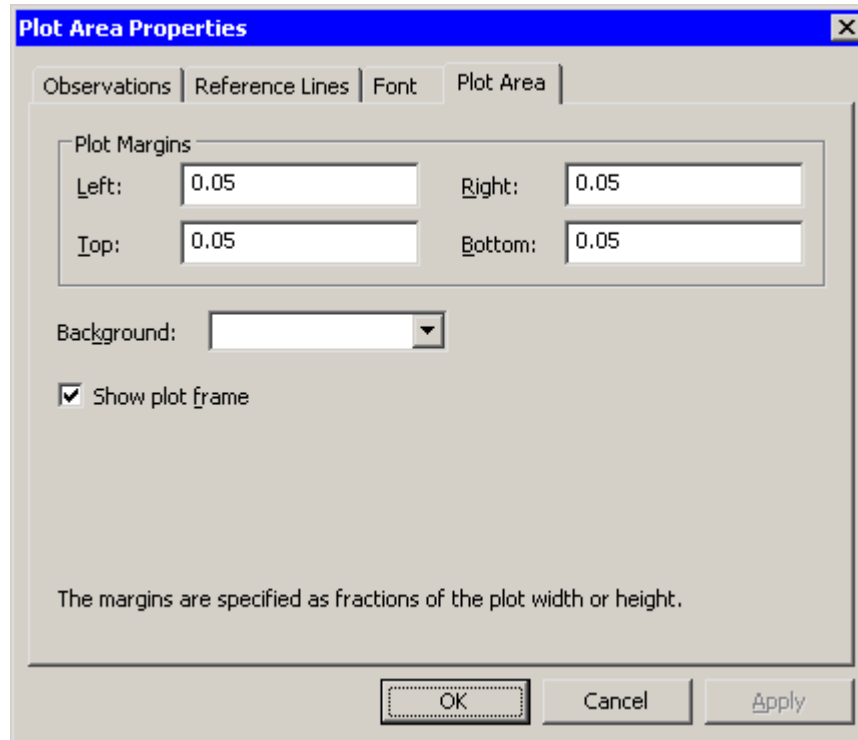 Plot Area Properties
Observations Reference Lines Font Plot Area
Plot Margins
Left: 0.05 Right: 0.05
Top: 0.05 Bottom: 0.05
Background:
Show plot frame
The margins are specified as fractions of the plot width or height.
OK Cancel Apply